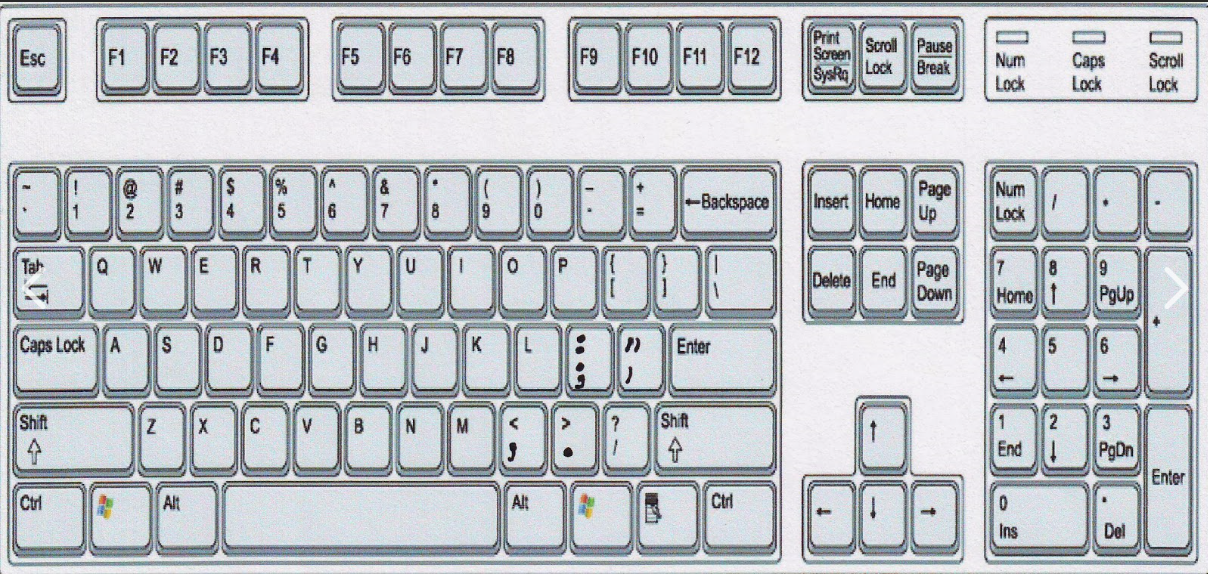 Esc F1 F2 F3 F4 F5 F6 F7 F8 F9 F10 F11 F12
Print
Screen
SysRq
Scroll
Lock
Pause
Break
Num
Lock
Caps
Lock
Scroll
Lock
~ ! @ # $ % ^ & * ( ) – +
` 1 2 3 4 5 6 7 8 9 0 - = ←Backspace
Insert Home Page
Up
Num
Lock / * -
Tab Q W E R T Y U I O P { } |
[ ] \
Delete End Page
Down
7 8 9
Home ↑ PgUp
+
Caps Lock A S D F G H J K L : " Enter
; '
4 5 6
← →
Shift Z X C V B N M < > ? Shift
⇧ , . / ⇧
↑
1 2 3
End ↓ PgDn
Enter
Ctrl Alt Alt Ctrl
← ↓ →
0 .
Ins Del